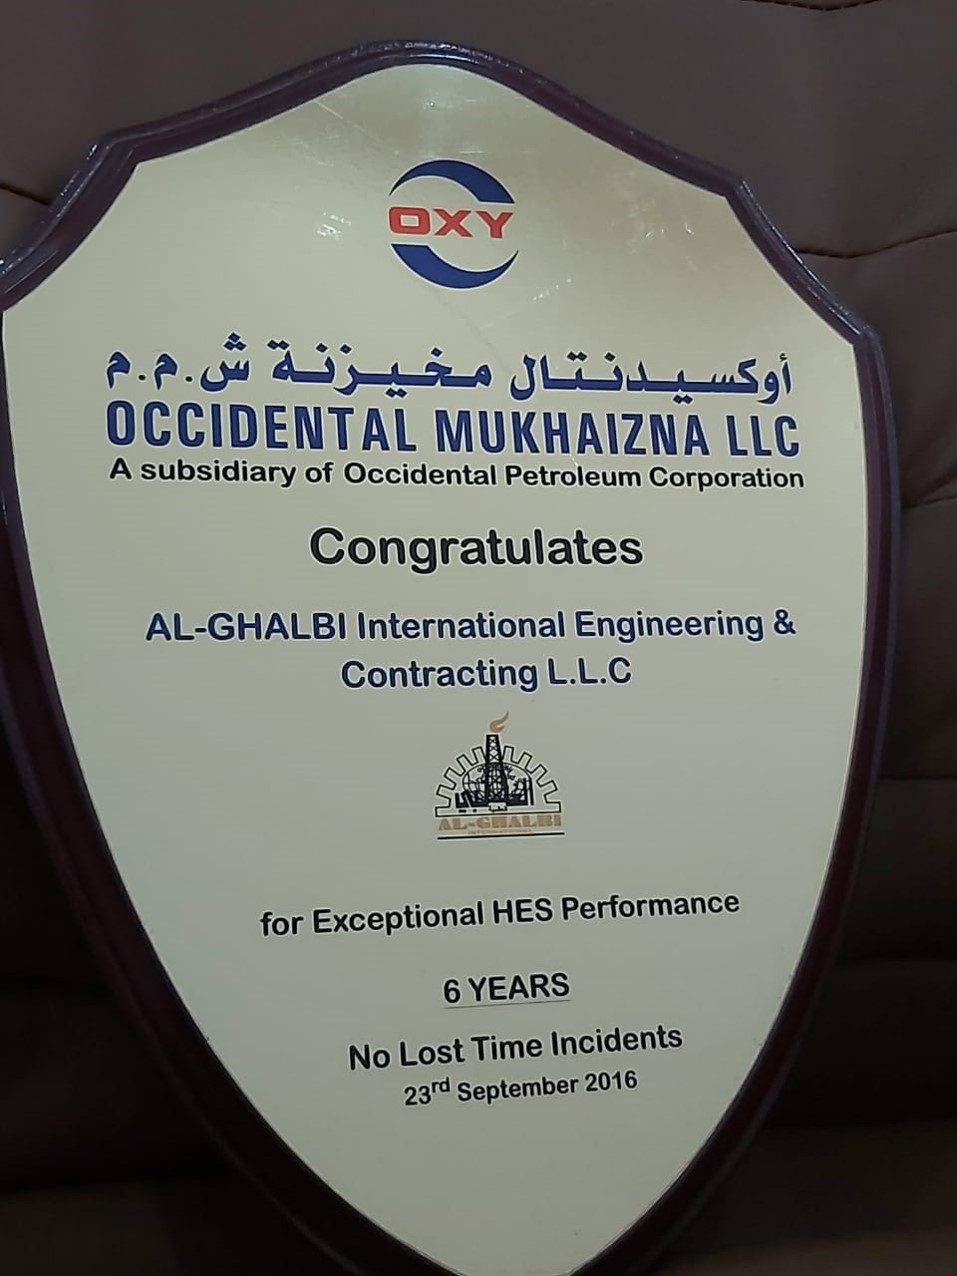 OXY
أوكسيدنتال مخيزنة ش.م.م
OCCIDENTAL MUKHAIZNA LLC
A subsidiary of Occidental Petroleum Corporation
Congratulates
AL-GHALBI International Engineering &
Contracting L.L.C
AL-GHALBI
INTERNATIONAL
for Exceptional HES Performance
6 YEARS
No Lost Time Incidents
23rd September 2016